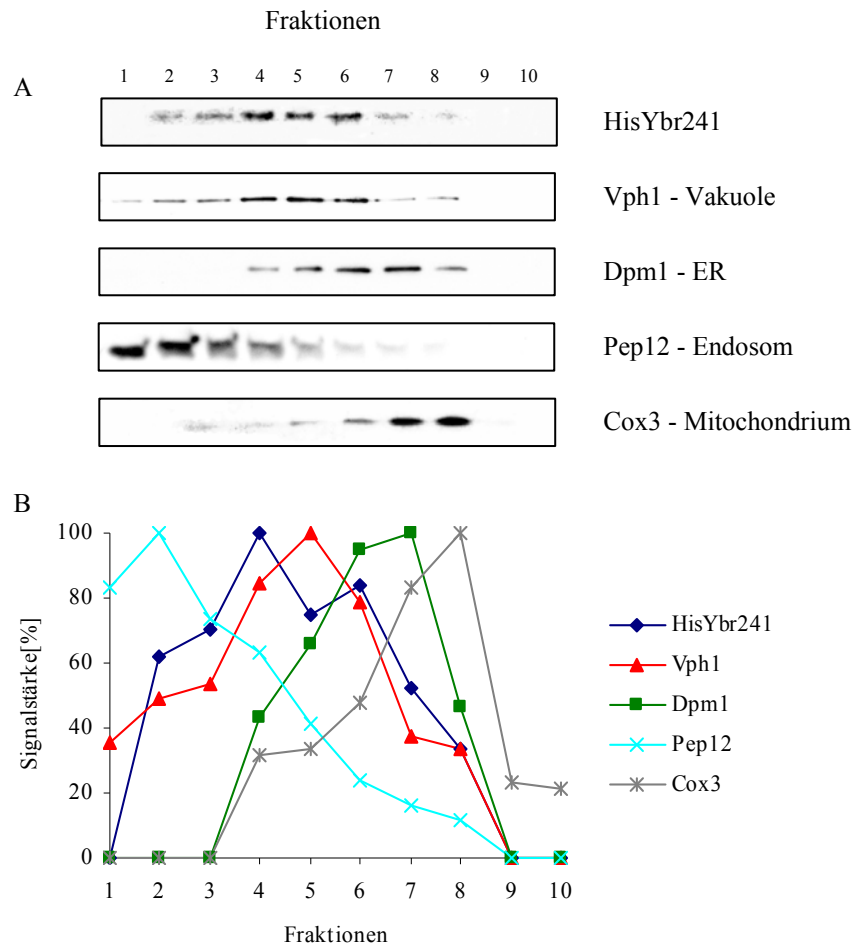 Fraktionen
1 2 3 4 5 6 7 8 9 10
A
HisYbr241
Vph1 - Vakuole
Dpm1 - ER
Pep12 - Endosom
Cox3 - Mitochondrium
B
100
80
60
40
20
0
Signalstärke[%]
1 2 3 4 5 6 7 8 9 10
Fraktionen
HisYbr241
Vph1
Dpm1
Pep12
Cox3